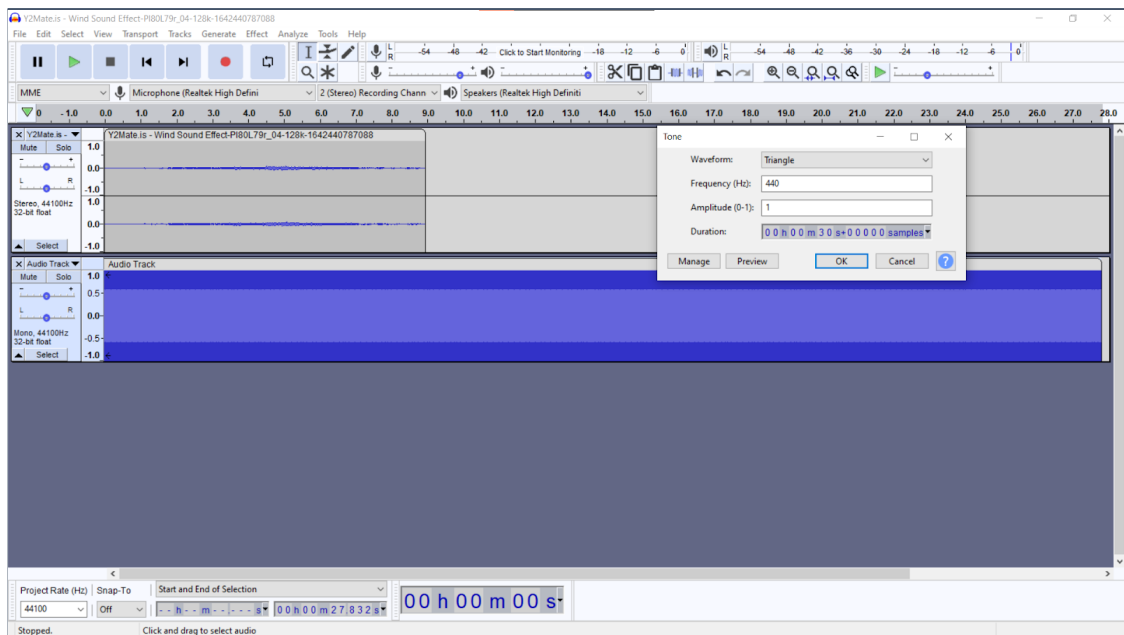 Y2Mate.is - Wind Sound Effect-PI80L79r_04-128k-1642440787088
File Edit Select View Transport Tracks Generate Effect Analyze Tools Help
L R -54 -48 -42 Click to Start Monitoring -18 -12 -6 0 L R -54 -48 -42 -36 -30 -24 -18 -12 -6 0
MME Microphone (Realtek High Defini 2 (Stereo) Recording Chann Speakers (Realtek High Definiti
-1.0 0.0 1.0 2.0 3.0 4.0 5.0 6.0 7.0 8.0 9.0 10.0 11.0 12.0 13.0 14.0 15.0 16.0 17.0 18.0 19.0 20.0 21.0 22.0 23.0 24.0 25.0 26.0 27.0 28.0
Y2Mate.is - Y2Mate.is - Wind Sound Effect-PI80L79r_04-128k-1642440787088
Mute Solo 1.0
- +
0.0
L R
-1.0
Stereo, 44100Hz 1.0
32-bit float
0.0
Select -1.0
Tone
Waveform: Triangle
Frequency (Hz): 440
Amplitude (0-1): 1
Duration: 00 h 00 m 30 s+00000 samples
Manage Preview OK Cancel ?
Audio Track Audio Track
Mute Solo 1.0
- +
0.5
L R 0.0
Mono, 44100Hz
32-bit float -0.5
Select -1.0
Project Rate (Hz) Snap-To Start and End of Selection
44100 Off - - h - - m - - . - - - s 00 h 00 m 27.832 s
00 h 00 m 00 s
Stopped. Click and drag to select audio